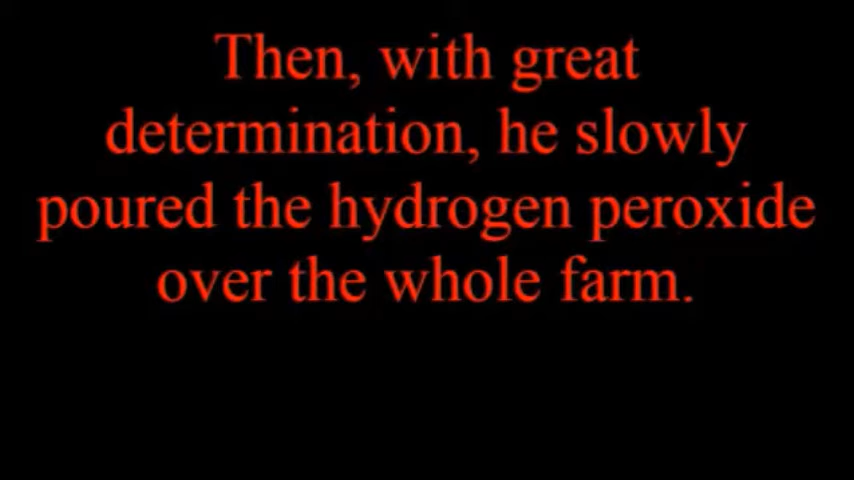 Then, with great
determination, he slowly
poured the hydrogen peroxide
over the whole farm.